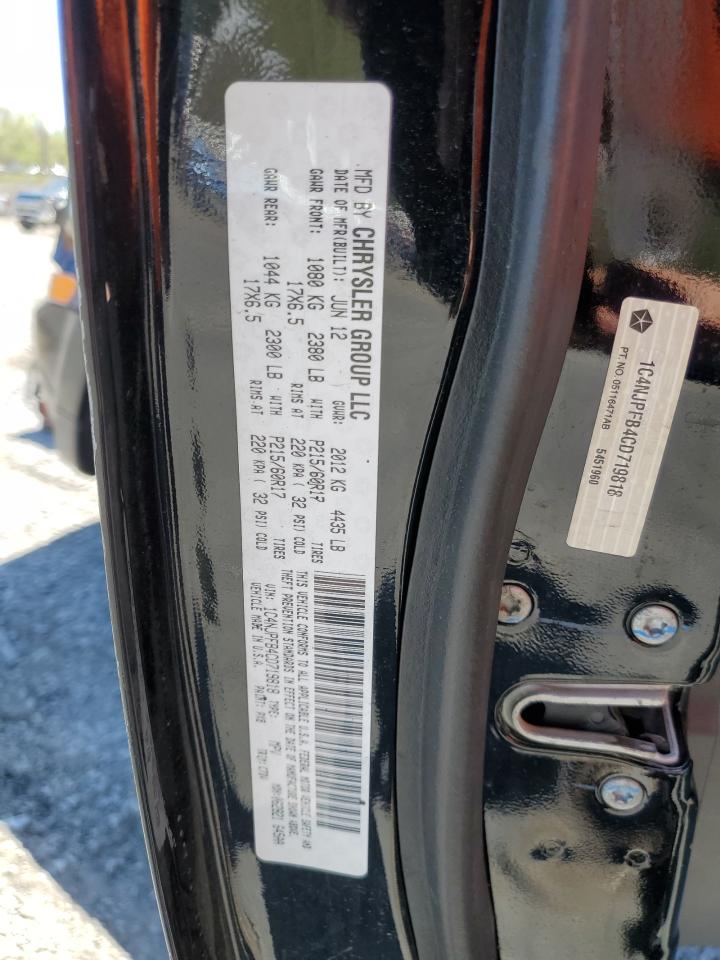 MFD BY CHRYSLER GROUP LLC
DATE OF MFR(BUILT): JUN 12 GVWR: 2012 KG 4435 LB
GAWR FRONT: 1080 KG 2380 LB WITH P215/60R17 TIRES
17X6.5 RIMS AT 220 KPA ( 32 PSI) COLD
GAWR REAR: 1044 KG 2300 LB WITH P215/60R17 TIRES
17X6.5 RIMS AT 220 KPA ( 32 PSI) COLD
THIS VEHICLE CONFORMS TO ALL APPLICABLE U.S.A. FEDERAL MOTOR VEHICLE SAFETY AND
THEFT PREVENTION STANDARDS IN EFFECT ON THE DATE OF MANUFACTURE SHOWN ABOVE.
VIN: 1C4NJPFB4CD719818 TYPE: MPV
VEHICLE MADE IN U.S.A. PAINT: PXB TRIM:
1C4NJPFB4CD719818
PT. NO. 05116471AB 5451960